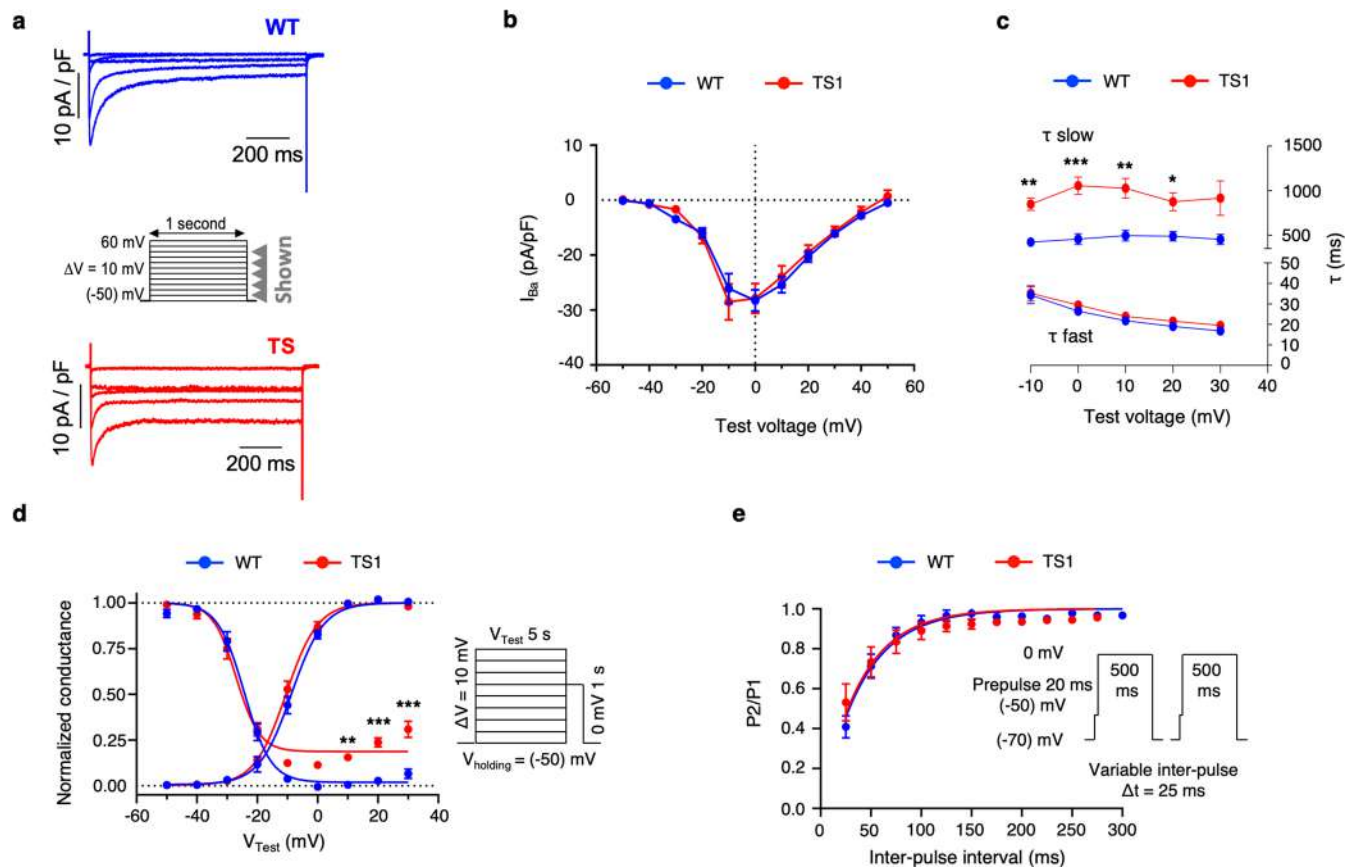 a
WT
10 pA / pF
200 ms
1 second
60 mV
ΔV = 10 mV
(-50) mV
Shown
TS
10 pA / pF
200 ms
b
WT TS1
10
0
-20
-30
-40
I_Ba (pA/pF)
-60 -40 -20 0 20 40 60
Test voltage (mV)
c
WT TS1
τ slow
** *** ** *
1500
1000
500
50
40
30
20
10
0
τ (ms)
τ fast
-10 0 10 20 30 40
Test voltage (mV)
d
WT TS1
1.00
0.75
0.50
0.25
0.00
Normalized conductance
** *** ***
-60 -40 -20 0 20 40
V_Test (mV)
V_Test 5 s
ΔV = 10 mV
0 mV 1 s
V_holding = (-50) mV
e
WT TS1
1.0
0.8
0.6
0.4
0.2
0.0
P2/P1
0 50 100 150 200 250 300
Inter-pulse interval (ms)
0 mV
500 ms
500 ms
Prepulse 20 ms
(-50) mV
(-70) mV
Variable inter-pulse
Δt = 25 ms